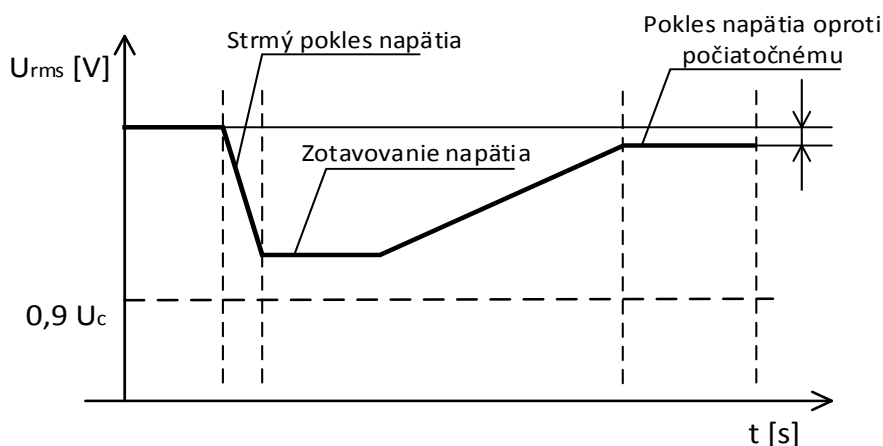 Pokles napätia oproti
počiatočnému
Strmý pokles napätia
Urms [V]
Zotavovanie napätia
0,9 Uc
t [s]